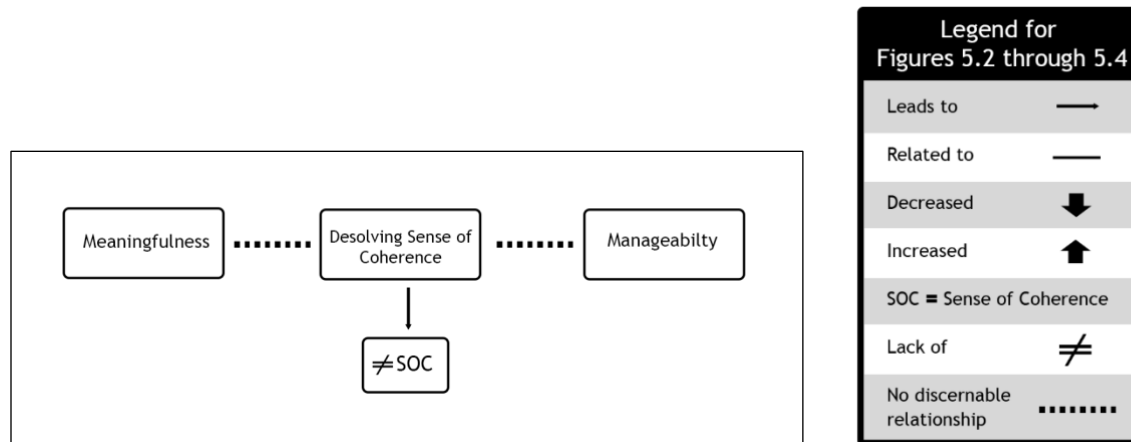 Meaningfulness
Desolving Sense of
Coherence
Manageabilty
≠ SOC
Legend for
Figures 5.2 through 5.4
Leads to
Related to
Decreased
Increased
SOC = Sense of Coherence
Lack of ≠
No discernable
relationship